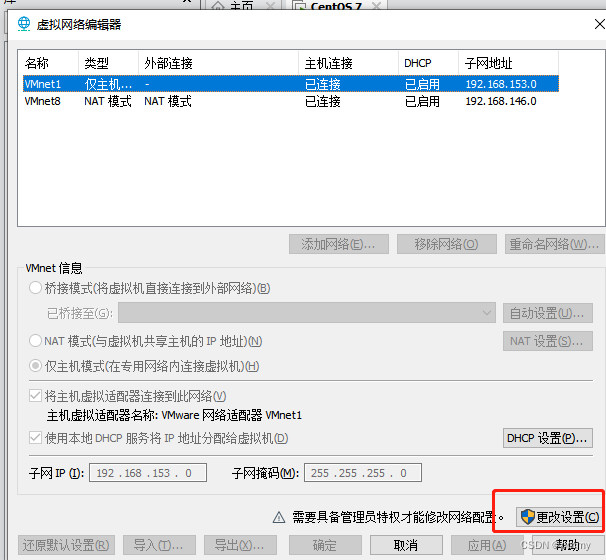 库
主页
CentOS 7
虚拟网络编辑器
名称 类型 外部连接 主机连接 DHCP 子网地址
VMnet1 仅主机... - 已连接 已启用 192.168.153.0
VMnet8 NAT 模式 NAT 模式 已连接 已启用 192.168.146.0
添加网络(E)... 移除网络(O) 重命名网络(W)...
VMnet 信息
桥接模式(将虚拟机直接连接到外部网络)(B)
已桥接至(G): 自动设置(U)...
NAT 模式(与虚拟机共享主机的 IP 地址)(N) NAT 设置(S)...
仅主机模式(在专用网络内连接虚拟机)(H)
将主机虚拟适配器连接到此网络(V)
主机虚拟适配器名称: VMware 网络适配器 VMnet1
使用本地 DHCP 服务将 IP 地址分配给虚拟机(D) DHCP 设置(P)...
子网 IP (I): 192 . 168 . 153 . 0 子网掩码(M): 255 . 255 . 255 . 0
需要具备管理员特权才能修改网络配置。 更改设置(C)
还原默认设置(R) 导入(T)... 导出(X)... 确定 取消 应用(A) 帮助